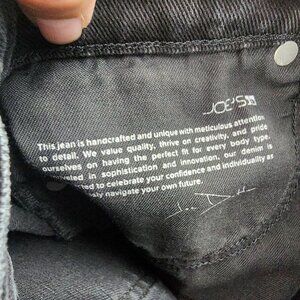 JOE'S
This jean is handcrafted and unique with meticulous attention
to detail. We value quality, thrive on creativity, and pride
ourselves on having the perfect fit for every body type.
in sophistication and innovation, our denim is
to celebrate your confidence and individuality as
navigate your own future.